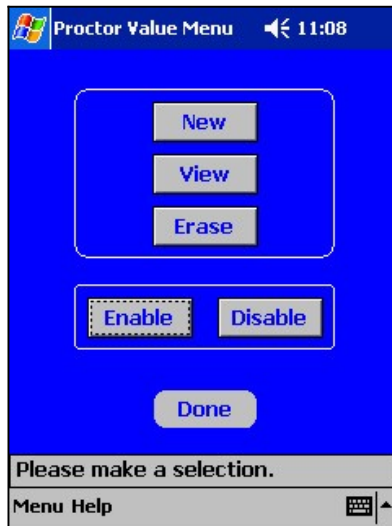 Proctor Value Menu 11:08
New
View
Erase
Enable Disable
Done
Please make a selection.
Menu Help